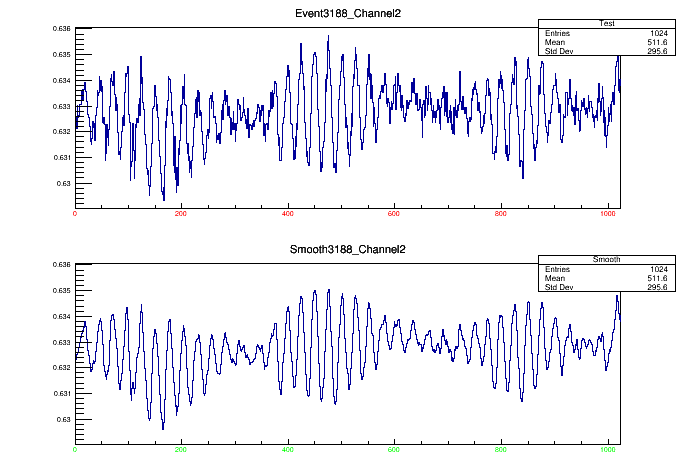 Event3188_Channel2
Test
Entries 1024
Mean 511.6
Std Dev 295.6
0.636
0.635
0.634
0.633
0.632
0.631
0.63
0 200 400 600 800 1000
Smooth3188_Channel2
Smooth
Entries 1024
Mean 511.6
Std Dev 295.6
0.636
0.635
0.634
0.633
0.632
0.631
0.63
0 200 400 600 800 1000